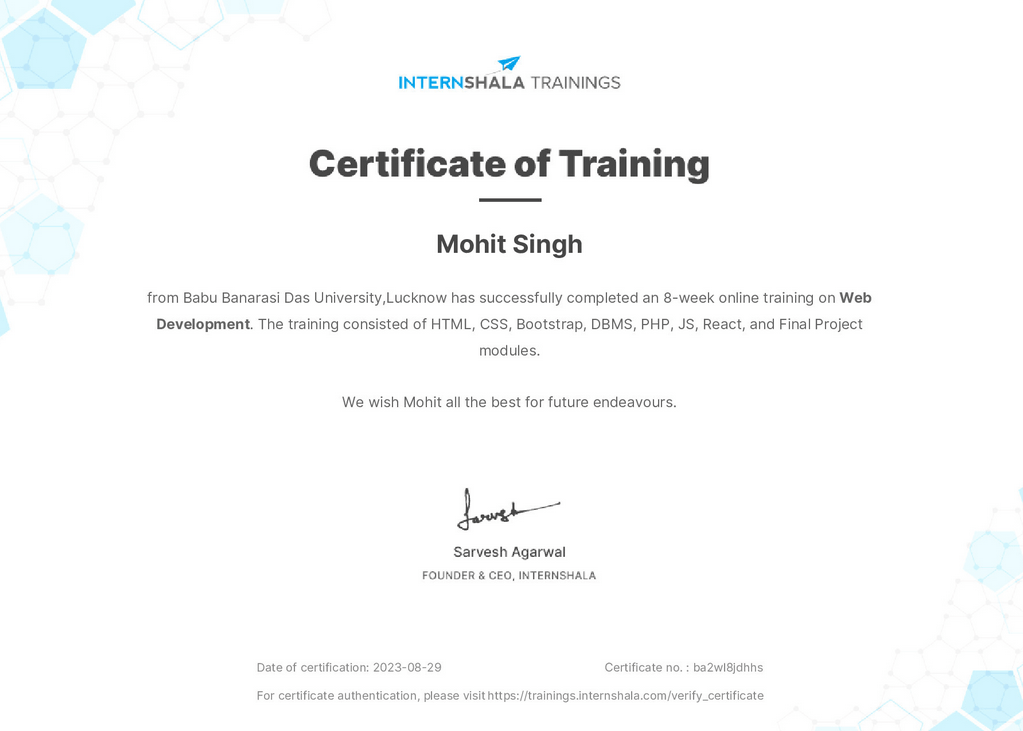 INTERNSHALA TRAININGS
Certificate of Training
Mohit Singh
from Babu Banarasi Das University,Lucknow has successfully completed an 8-week online training on Web
Development. The training consisted of HTML, CSS, Bootstrap, DBMS, PHP, JS, React, and Final Project
modules.
We wish Mohit all the best for future endeavours.
Sarvesh
Sarvesh Agarwal
FOUNDER & CEO, INTERNSHALA
Date of certification: 2023-08-29 Certificate no. : ba2wl8jdhhs
For certificate authentication, please visit https://trainings.internshala.com/verify_certificate